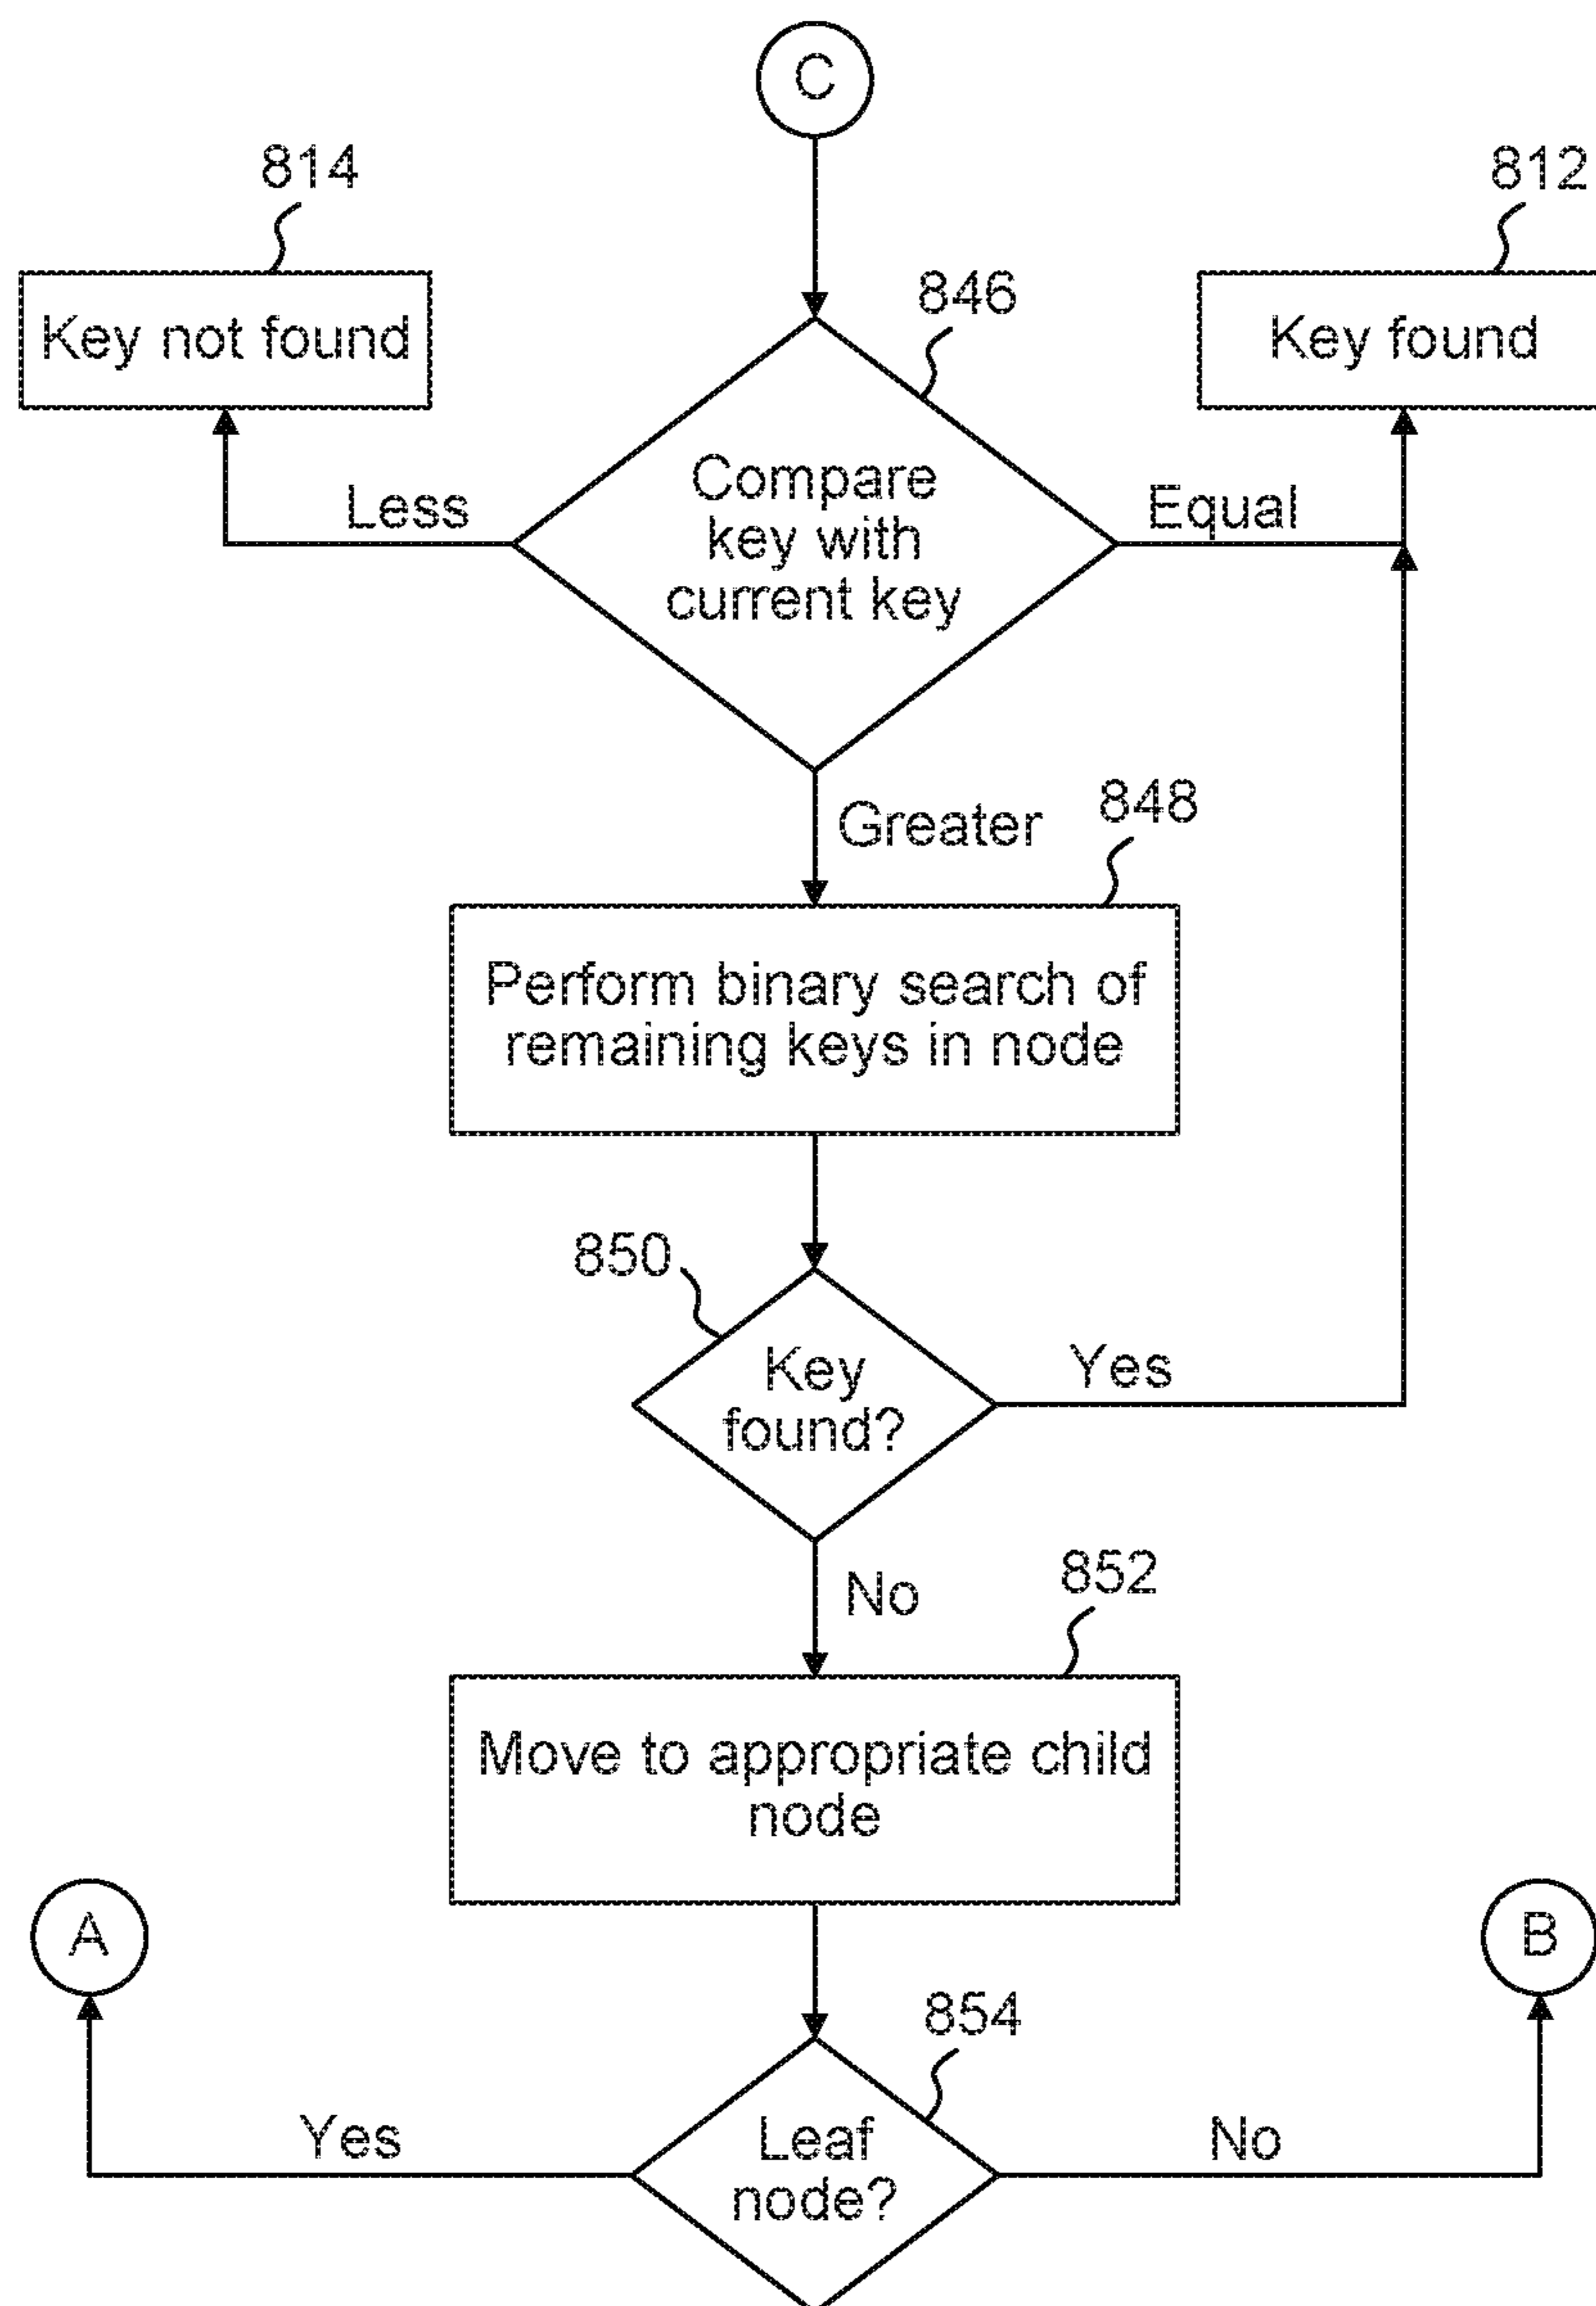 C
814
812
846
Key not found
Key found
Compare
key with
current key
Less
Equal
Greater
848
Perform binary search of
remaining keys in node
850
Key
found?
Yes
No
852
Move to appropriate child
node
A
B
854
Leaf
node?
Yes
No